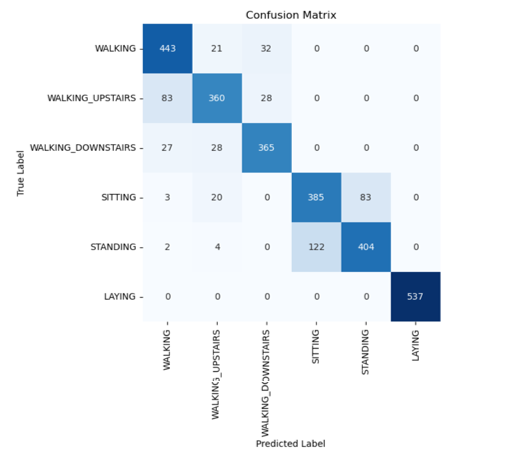 Confusion Matrix
True Label
WALKING
443 21 32 0 0 0
WALKING_UPSTAIRS
83 360 28 0 0 0
WALKING_DOWNSTAIRS
27 28 365 0 0 0
SITTING
3 20 0 385 83 0
STANDING
2 4 0 122 404 0
LAYING
0 0 0 0 0 537
WALKING
WALKING_UPSTAIRS
WALKING_DOWNSTAIRS
SITTING
STANDING
LAYING
Predicted Label